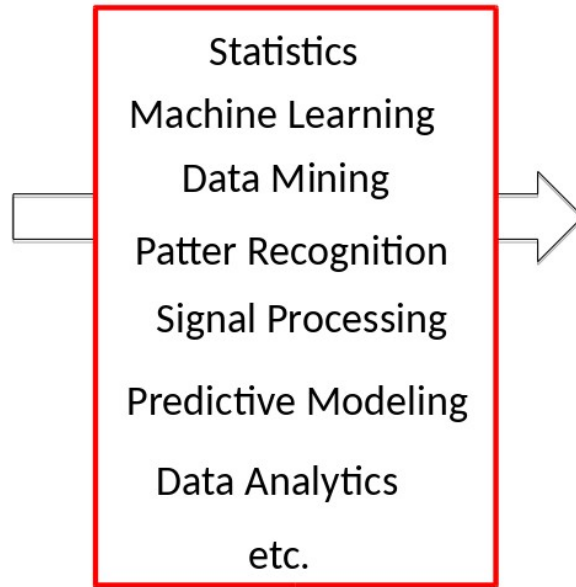 Statistics
Machine Learning
Data Mining
Patter Recognition
Signal Processing
Predictive Modeling
Data Analytics
etc.